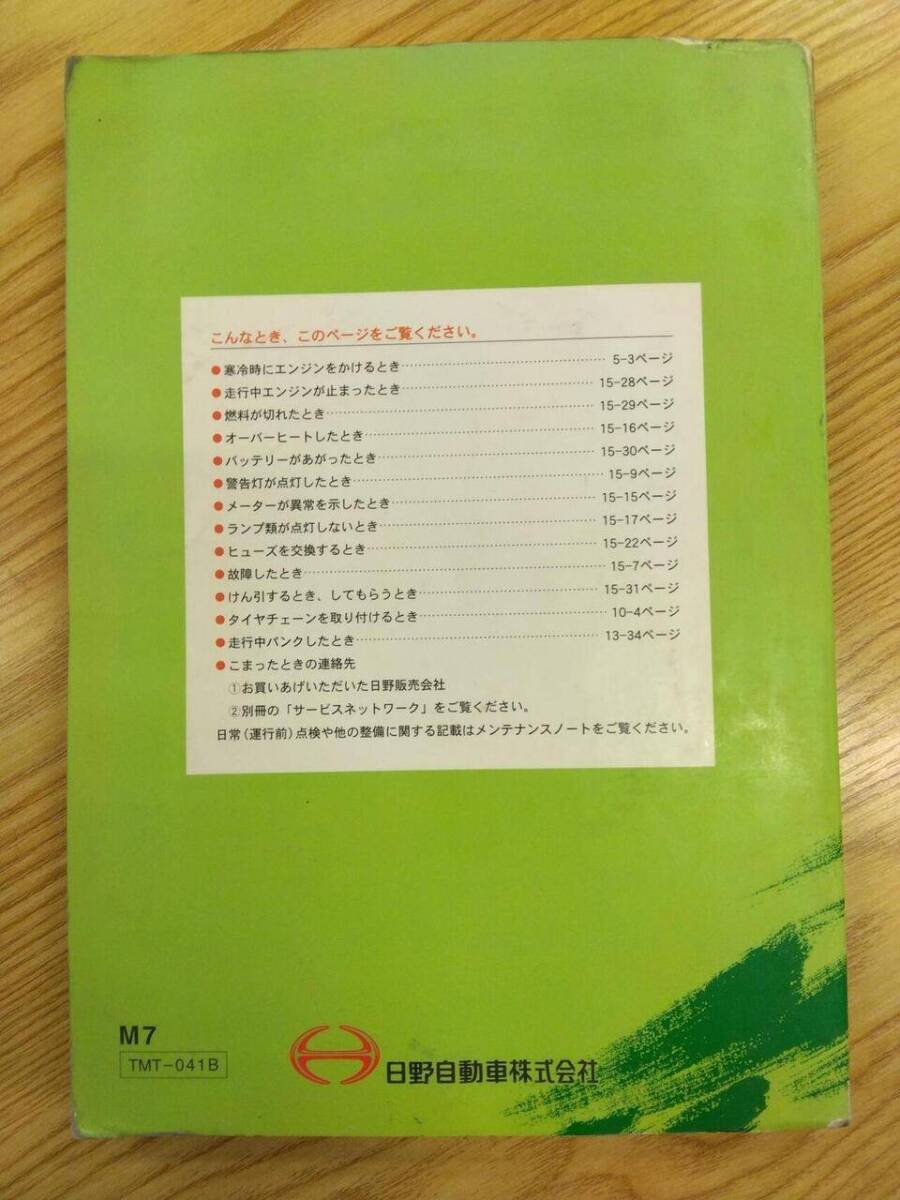 こんなとき、このページをご覧ください。
●寒冷時にエンジンをかけるとき 5-3ページ
●走行中エンジンが止まったとき 15-28ページ
●燃料が切れたとき 15-29ページ
●オーバーヒートしたとき 15-16ページ
●バッテリーがあがったとき 15-30ページ
●警告灯が点灯したとき 15-9ページ
●メーターが異常を示したとき 15-15ページ
●ランプ類が点灯しないとき 15-17ページ
●ヒューズを交換するとき 15-22ページ
●故障したとき 15-7ページ
●けん引するとき、してもらうとき 15-31ページ
●タイヤチェーンを取り付けるとき 10-4ページ
●走行中パンクしたとき 13-34ページ
●こまったときの連絡先
①お買いあげいただいた日野販売会社
②別冊の「サービスネットワーク」をご覧ください。
日常(運行前)点検や他の整備に関する記載はメンテナンスノートをご覧ください。
M7
TMT-041B
日野自動車株式会社